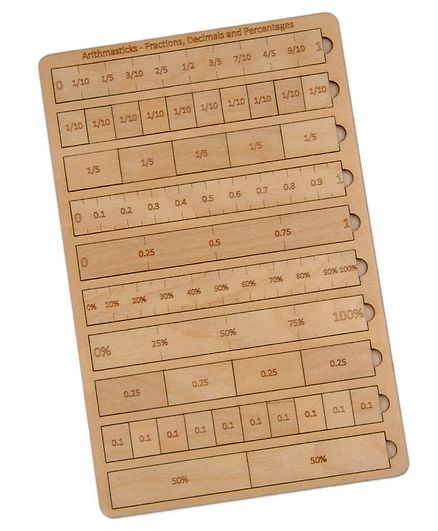 Arithmasticks - Fractions, Decimals and Percentages
0 1/10 1/5 3/10 2/5 1/2 3/5 7/10 4/5 9/10 1
1/10 1/10 1/10 1/10 1/10 1/10 1/10 1/10 1/10 1/10
1/5 1/5 1/5 1/5 1/5
0 0.1 0.2 0.3 0.4 0.5 0.6 0.7 0.8 0.9 1
0 0.25 0.5 0.75 1
0% 10% 20% 30% 40% 50% 60% 70% 80% 90% 100%
0% 25% 50% 75% 100%
0.25 0.25 0.25 0.25
0.1 0.1 0.1 0.1 0.1 0.1 0.1 0.1 0.1 0.1
50% 50%